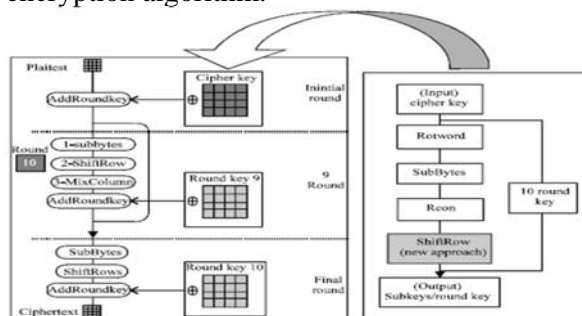 encryption algorithm.
Plaitest
Cipher key
Inintial
round
AddRoundkey
1-subbytes
Round
10
2-ShiftRow
3-MixColumn
Round key 9
9
Round
AddRoundkey
SubBytes
ShiftRows
Round key 10
Final
round
AddRoundkey
Ciphertext
(Input)
cipher key
Rotword
SubBytes
10 round
key
Rcon
ShiftRow
(new approach)
(Output)
Subkeys/round key